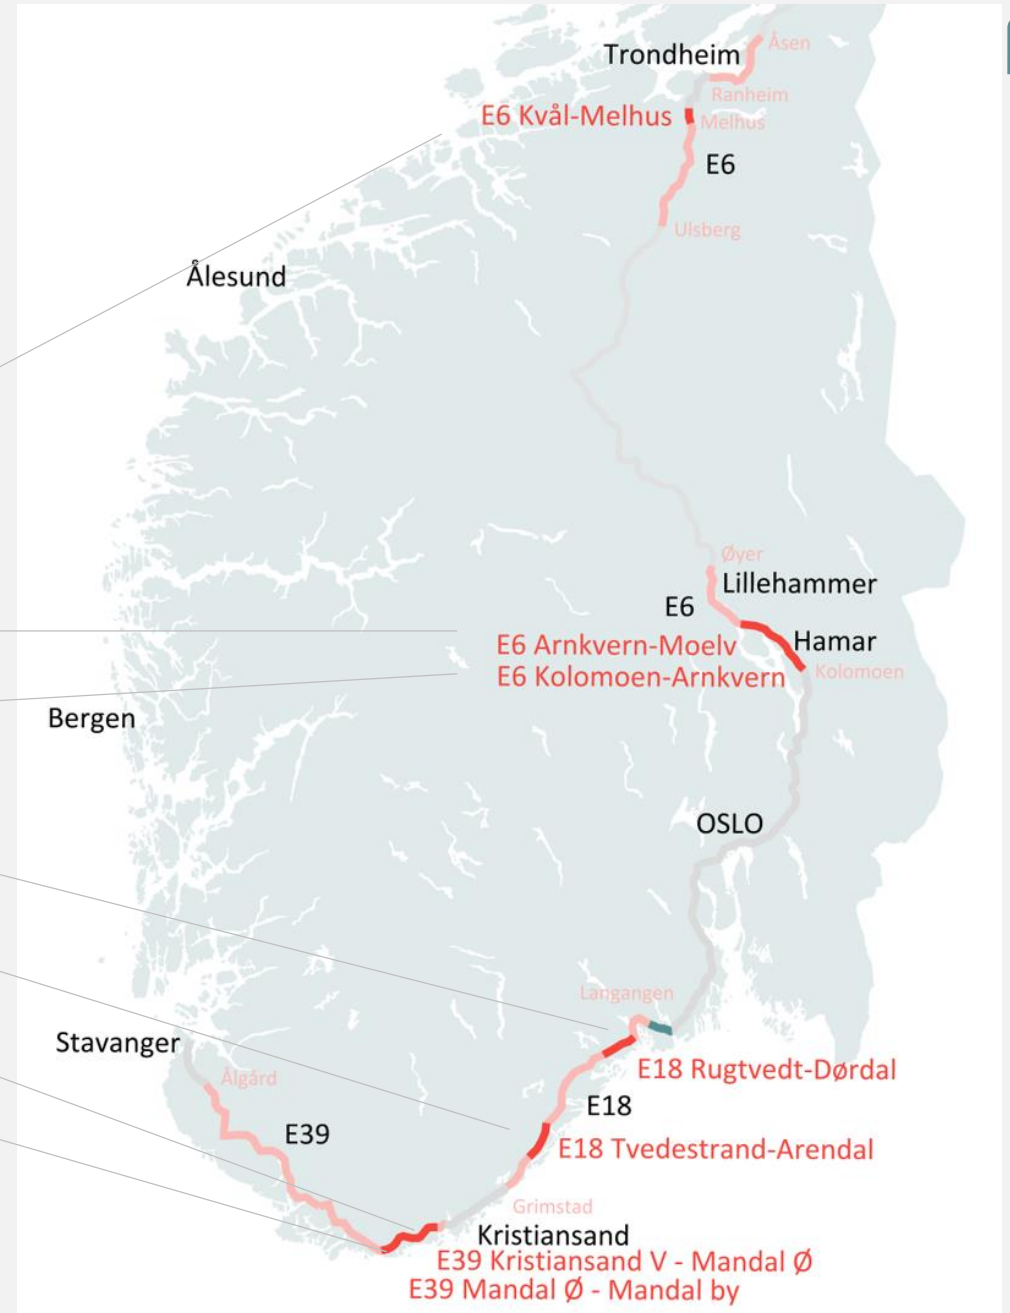 Åsen
Trondheim
Ranheim
E6 Kvål-Melhus
Melhus
E6
Ulsberg
Ålesund
Øyer
Lillehammer
E6
Hamar
E6 Arnkvern-Moelv
Kolomoen
E6 Kolomoen-Arnkvern
Bergen
OSLO
Langangen
Stavanger
E18 Rugtvedt-Dørdal
Ålgård
E18
E39
E18 Tvedestrand-Arendal
Grimstad
Kristiansand
E39 Kristiansand V - Mandal Ø
E39 Mandal Ø - Mandal by